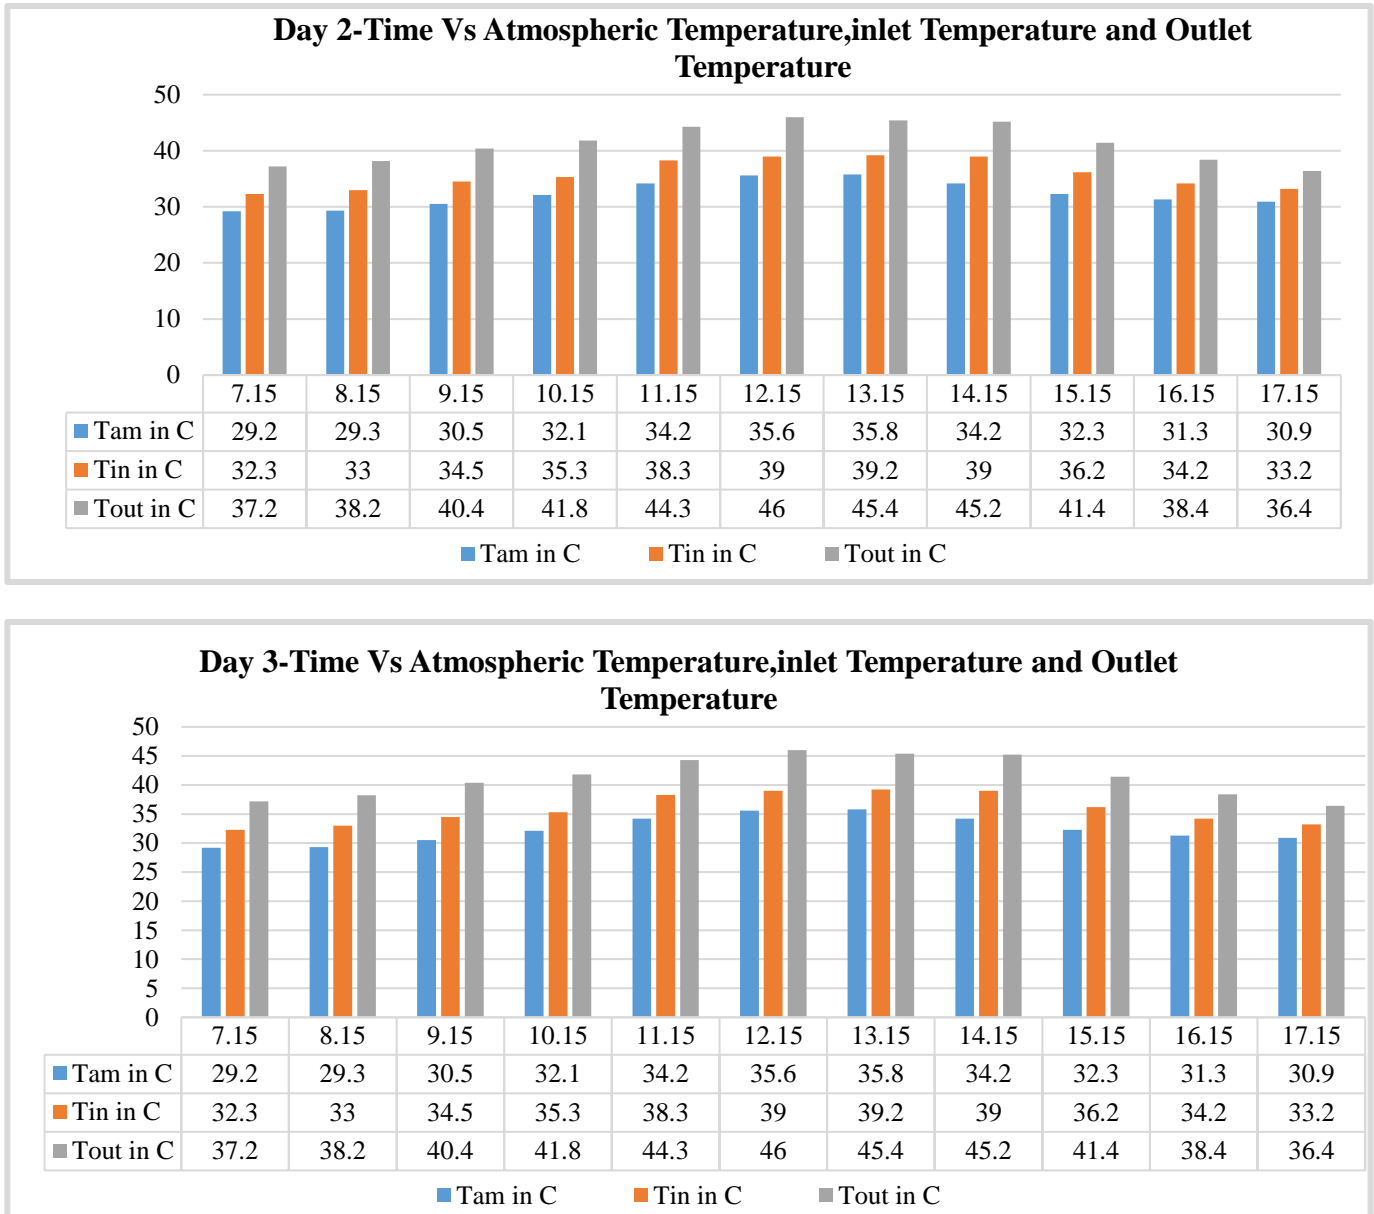 Day 2-Time Vs Atmospheric Temperature,inlet Temperature and Outlet
Temperature
50
40
30
20
10
0
7.15 8.15 9.15 10.15 11.15 12.15 13.15 14.15 15.15 16.15 17.15
Tam in C 29.2 29.3 30.5 32.1 34.2 35.6 35.8 34.2 32.3 31.3 30.9
Tin in C 32.3 33 34.5 35.3 38.3 39 39.2 39 36.2 34.2 33.2
Tout in C 37.2 38.2 40.4 41.8 44.3 46 45.4 45.2 41.4 38.4 36.4
Tam in C Tin in C Tout in C
Day 3-Time Vs Atmospheric Temperature,inlet Temperature and Outlet
Temperature
50
45
40
35
30
25
20
15
10
5
0
7.15 8.15 9.15 10.15 11.15 12.15 13.15 14.15 15.15 16.15 17.15
Tam in C 29.2 29.3 30.5 32.1 34.2 35.6 35.8 34.2 32.3 31.3 30.9
Tin in C 32.3 33 34.5 35.3 38.3 39 39.2 39 36.2 34.2 33.2
Tout in C 37.2 38.2 40.4 41.8 44.3 46 45.4 45.2 41.4 38.4 36.4
Tam in C Tin in C Tout in C